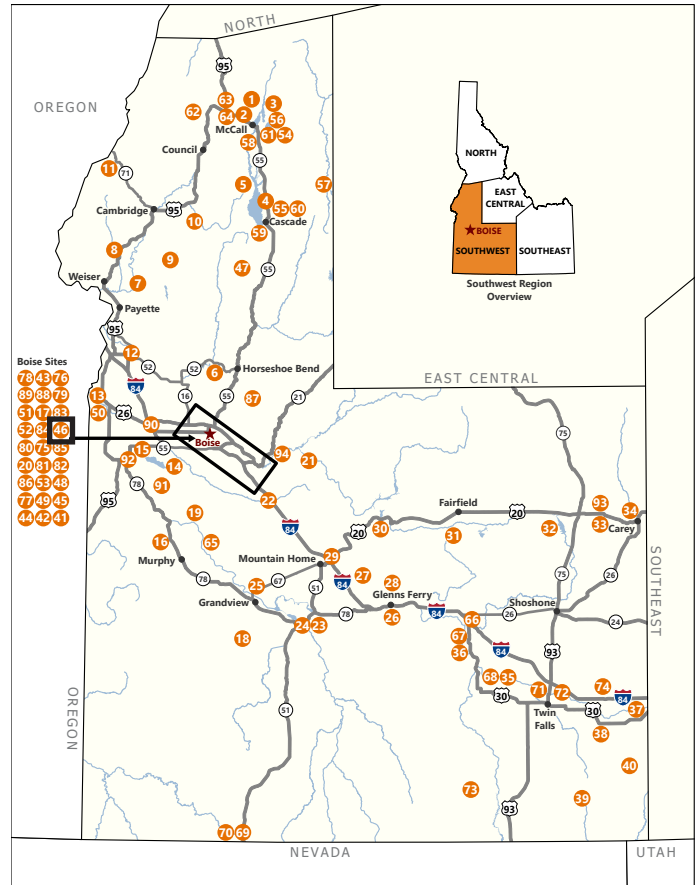 NORTH
95
OREGON
63 1 3
62 64 2 56
McCall 61 54
58
Council
55
11 71
5 57
4
Cambridge 95 55 60
10 Cascade
59
8
9 47
55
Weiser 7
Payette
95
12
52 52 Horseshoe Bend
6
84
16 55 21
87
EAST CENTRAL
Boise Sites
78 43 76
89 88 79
51 17 83
52 84 46
80 75 85
20 81 82
86 53 48
77 49 45
44 42 41
13
50 26
90
Boise
15 55
92 14
94 21
78 91
95
22
19
84
16 65
Murphy
Mountain Home 29
78 67 51
25
Grandview
84 27
28
Glenns Ferry
78 26
24 23
18
51
20 30
Fairfield
20
31
75
93
34
32 33
Carey
75 26
SOUTHEAST
84 66 26 Shoshone
24
67
36 84 93
68 35
30 71 72 74 84
30 37
Twin
Falls
38
40
73 39
93
OREGON
70 69
NEVADA
UTAH
NORTH
EAST
CENTRAL
BOISE
SOUTHWEST SOUTHEAST
Southwest Region
Overview